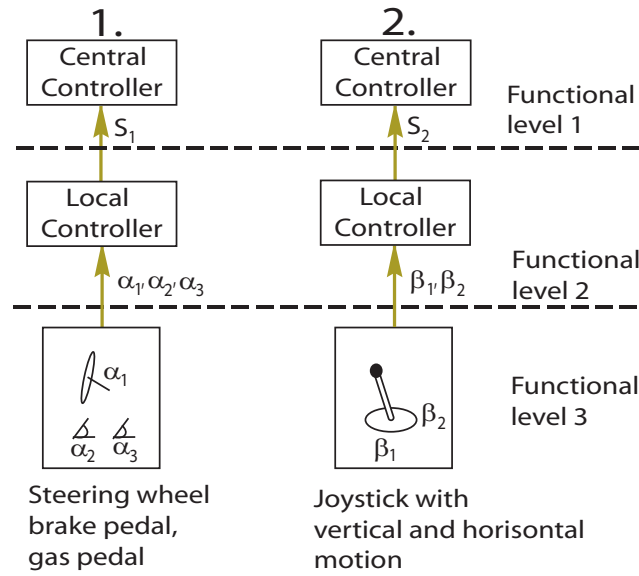 1.
Central
Controller
S₁
Local
Controller
α₁, α₂, α₃
α₁
α₂ α₃
Steering wheel
brake pedal,
gas pedal
2.
Central
Controller
S₂
Local
Controller
β₁, β₂
β₂
β₁
Joystick with
vertical and horisontal
motion
Functional
level 1
Functional
level 2
Functional
level 3